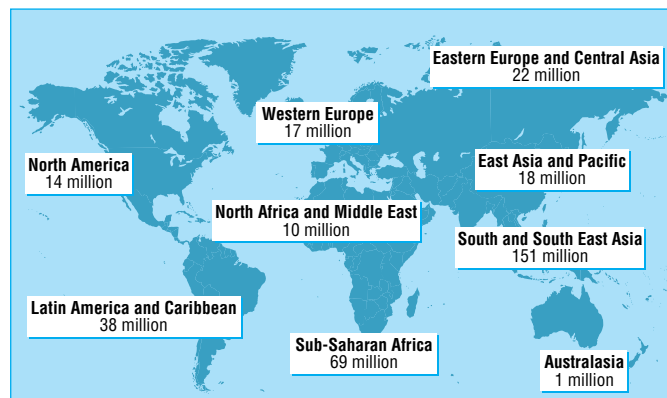 Eastern Europe and Central Asia
22 million
Western Europe
17 million
North America
14 million
East Asia and Pacific
18 million
North Africa and Middle East
10 million
South and South East Asia
151 million
Latin America and Caribbean
38 million
Sub-Saharan Africa
69 million
Australasia
1 million